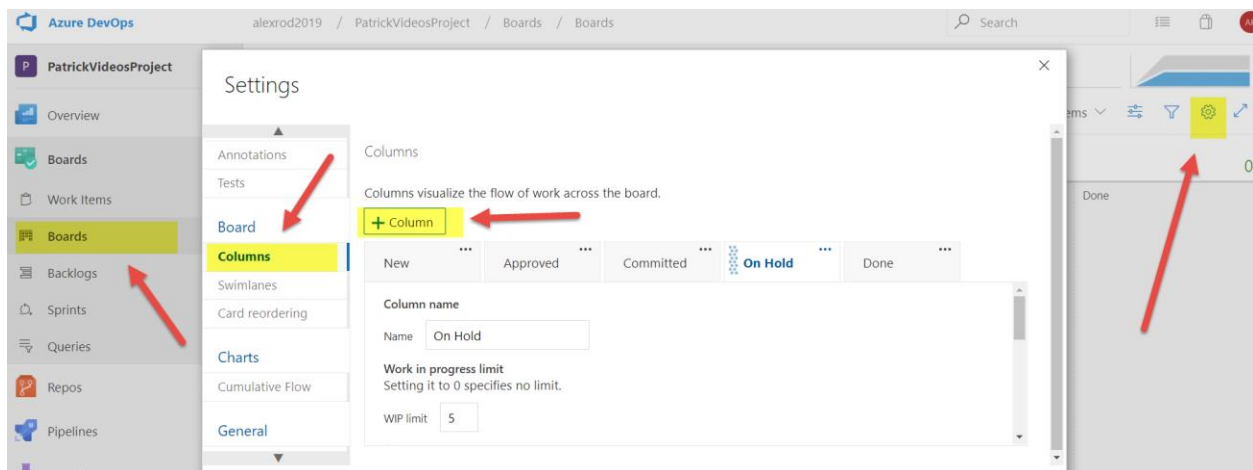 Azure DevOps
alexrod2019 / PatrickVideosProject / Boards / Boards
Search
P PatrickVideosProject
Overview
Boards
Work Items
Boards
Backlogs
Sprints
Queries
Repos
Pipelines
Settings
Annotations
Tests
Board
Columns
Swimlanes
Card reordering
Charts
Cumulative Flow
General
Columns
Columns visualize the flow of work across the board.
+ Column
New Approved Committed On Hold Done
Column name
Name On Hold
Work in progress limit
Setting it to 0 specifies no limit.
WIP limit 5
ems
0
Done